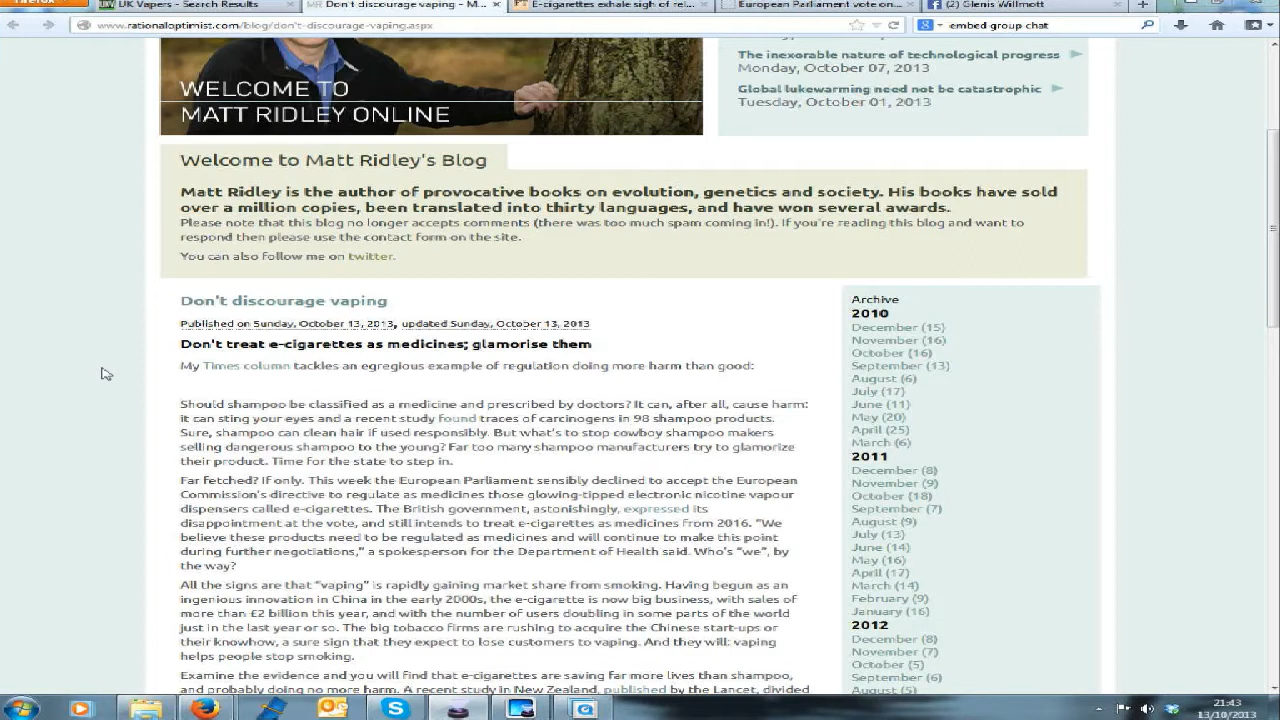 Firefox
UK Vapers - Search Results
MR Don't discourage vaping - M...
E-cigarettes exhale sigh of rel...
European Parliament vote on...
(2) Glenis Willmott
www.rationaloptimist.com/blog/don't-discourage-vaping.aspx
embed group chat
WELCOME TO
MATT RIDLEY ONLINE
The inexorable nature of technological progress
Monday, October 07, 2013
Global lukewarming need not be catastrophic
Tuesday, October 01, 2013
Welcome to Matt Ridley's Blog
Matt Ridley is the author of provocative books on evolution, genetics and society. His books have sold
over a million copies, been translated into thirty languages, and have won several awards.
Please note that this blog no longer accepts comments (there was too much spam coming in!). If you're reading this blog and want to
respond then please use the contact form on the site.
You can also follow me on twitter.
Don't discourage vaping
Published on Sunday, October 13, 2013, updated Sunday, October 13, 2013
Don't treat e-cigarettes as medicines; glamorise them
My Times column tackles an egregious example of regulation doing more harm than good:
Should shampoo be classified as a medicine and prescribed by doctors? It can, after all, cause harm:
it can sting your eyes and a recent study found traces of carcinogens in 98 shampoo products.
Sure, shampoo can clean hair if used responsibly. But what's to stop cowboy shampoo makers
selling dangerous shampoo to the young? Far too many shampoo manufacturers try to glamorize
their product. Time for the state to step in.
Far fetched? If only. This week the European Parliament sensibly declined to accept the European
Commission's directive to regulate as medicines those glowing-tipped electronic nicotine vapour
dispensers called e-cigarettes. The British government, astonishingly, expressed its
disappointment at the vote, and still intends to treat e-cigarettes as medicines from 2016. "We
believe these products need to be regulated as medicines and will continue to make this point
during further negotiations," a spokesperson for the Department of Health said. Who's "we", by
the way?
All the signs are that "vaping" is rapidly gaining market share from smoking. Having begun as an
ingenious innovation in China in the early 2000s, the e-cigarette is now big business, with sales of
more than £2 billion this year, and with the number of users doubling in some parts of the world
just in the last year or so. The big tobacco firms are rushing to acquire the Chinese start-ups or
their knowhow, a sure sign that they expect to lose customers to vaping. And they will: vaping
helps people stop smoking.
Examine the evidence and you will find that e-cigarettes are saving far more lives than shampoo,
and probably doing no more harm. A recent study in New Zealand, published by the Lancet, divided
Archive
2010
December (15)
November (16)
October (16)
September (13)
August (6)
July (17)
June (11)
May (20)
April (25)
March (6)
2011
December (8)
November (9)
October (18)
September (7)
August (9)
July (13)
June (14)
May (16)
April (17)
March (14)
February (9)
January (16)
2012
December (8)
November (7)
October (5)
September (6)
August (5)
21:43
13/10/2013